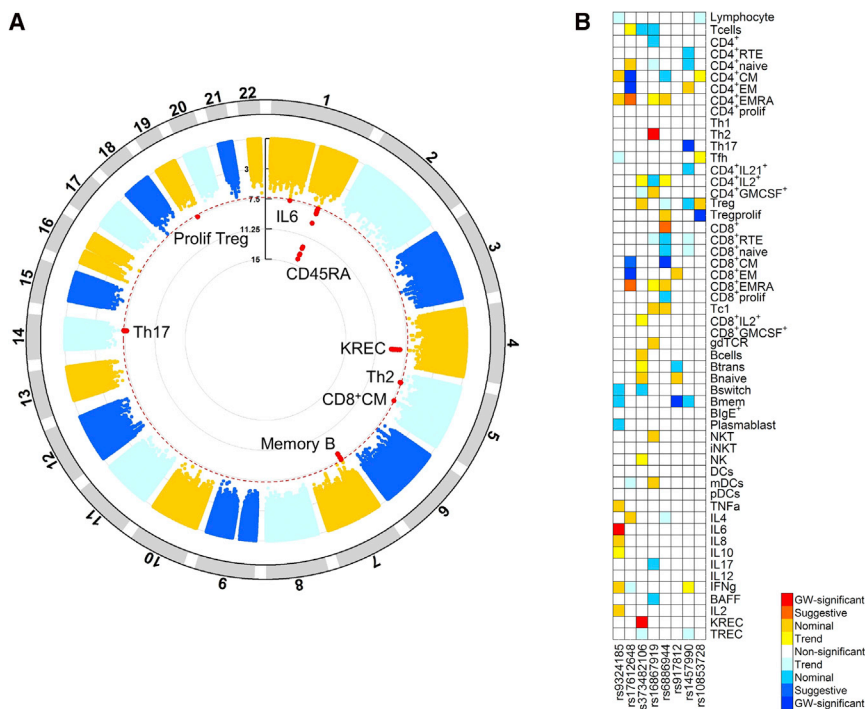 A
1
2
3
4
5
6
7
8
9
10
11
12
13
14
15
16
17
18
19
20
21
22
3
7.5
11.25
15
IL6
CD45RA
Prolif Treg
Th17
KREC
Th2
CD8+CM
Memory B
B
Lymphocyte
Tcells
CD4+
CD4+RTE
CD4+naive
CD4+CM
CD4+EM
CD4+EMRA
CD4+prolif
Th1
Th2
Th17
Tfh
CD4+IL21+
CD4+IL2+
CD4+GMCSF+
Treg
Tregprolif
CD8+
CD8+RTE
CD8+naive
CD8+CM
CD8+EM
CD8+EMRA
CD8+prolif
Tc1
CD8+IL2+
CD8+GMCSF+
gdTCR
Bcells
Btrans
Bnaive
Bswitch
Bmem
BIgE+
Plasmablast
NKT
iNKT
NK
DCs
mDCs
pDCs
TNFa
IL4
IL6
IL8
IL10
IL17
IL12
IFNg
BAFF
IL2
KREC
TREC
rs9324185
rs17612648
rs373482106
rs16867919
rs6886944
rs917812
rs1457990
rs10853728
GW-significant
Suggestive
Nominal
Trend
Non-significant
Trend
Nominal
Suggestive
GW-significant